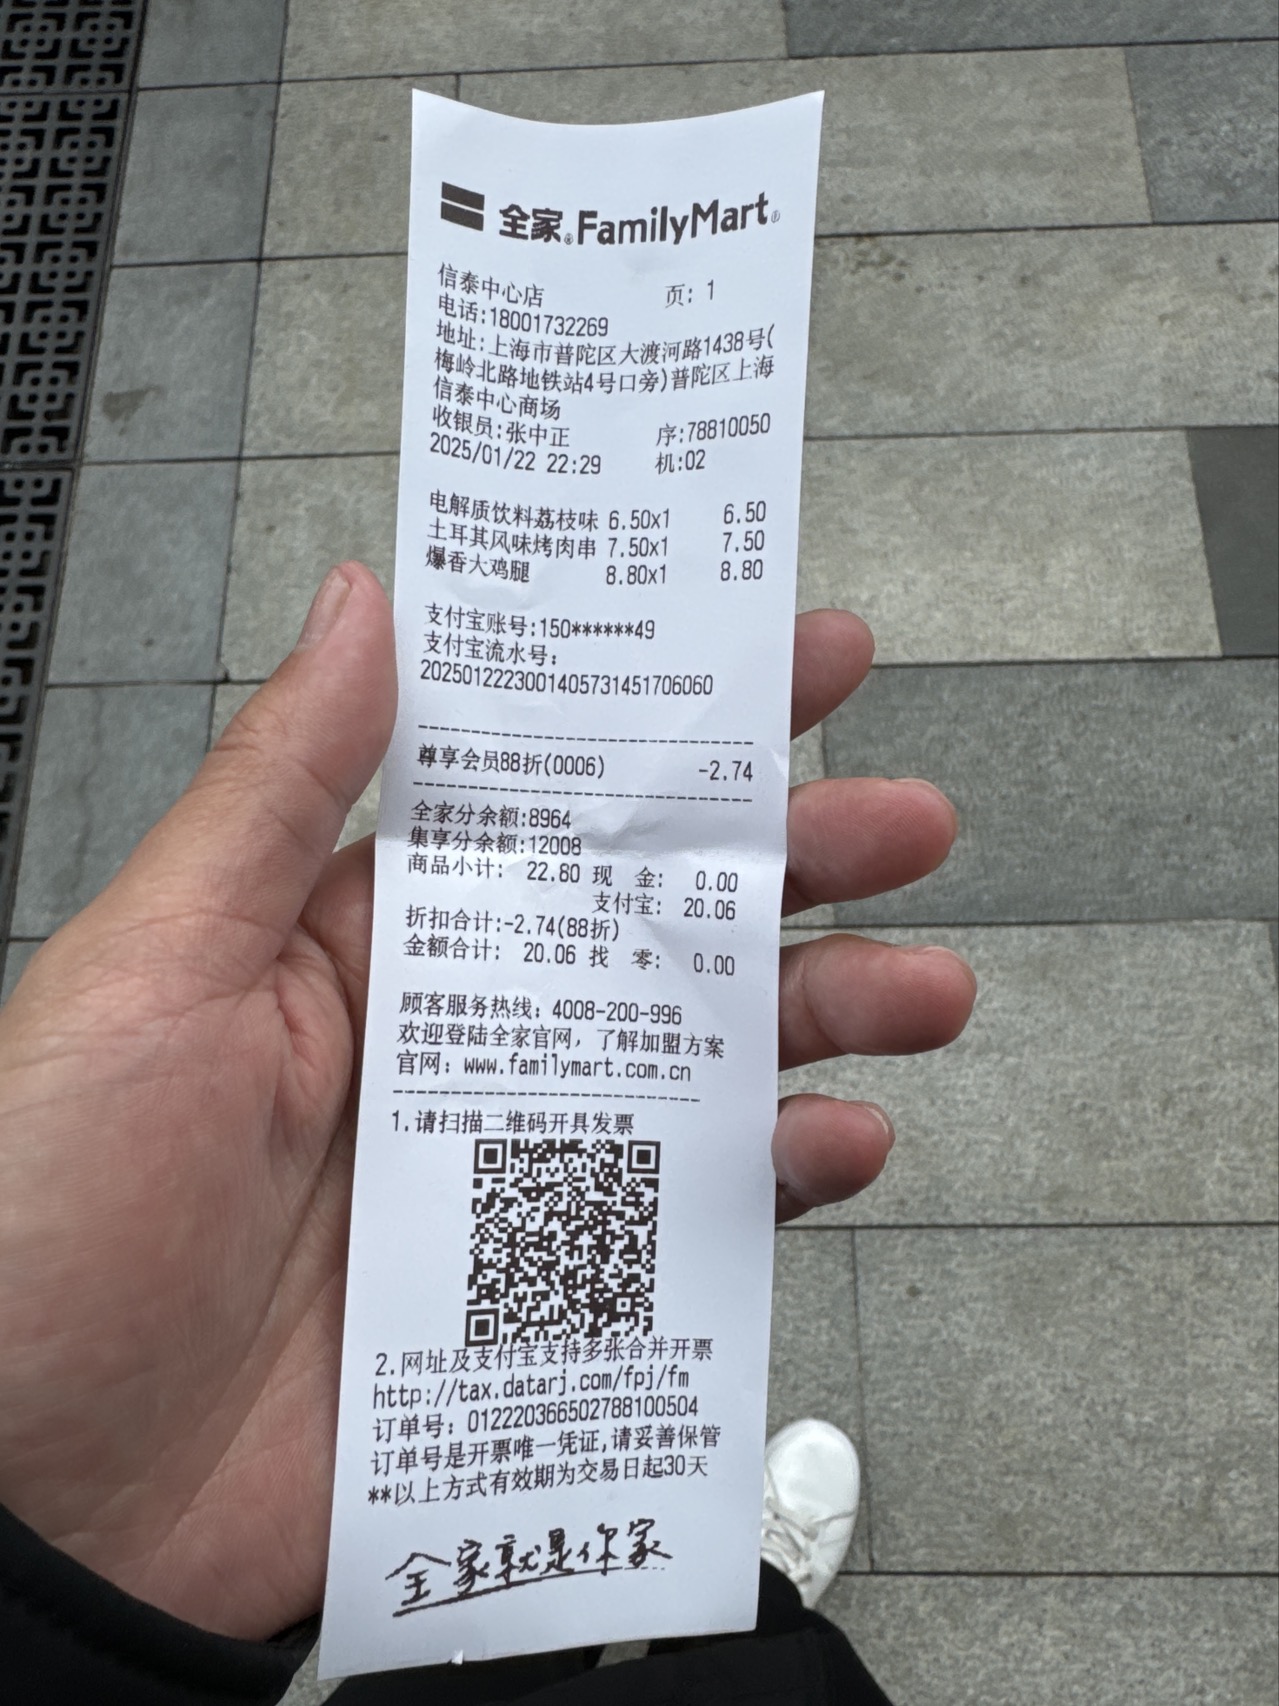 全家 FamilyMart
信泰中心店 页: 1
电话:18001732269
地址:上海市普陀区大渡河路1438号(
梅岭北路地铁站4号口旁)普陀区上海
信泰中心商场
收银员:张中正 序:78810050
2025/01/22 22:29 机:02
电解质饮料荔枝味 6.50x1 6.50
土耳其风味烤肉串 7.50x1 7.50
爆香大鸡腿 8.80x1 8.80
支付宝账号:150******49
支付宝流水号:
2025012223001405731451706060
尊享会员88折(0006) -2.74
全家分余额:8964
集享分余额:12008
商品小计: 22.80 现 金: 0.00
支付宝: 20.06
折扣合计:-2.74(88折)
金额合计: 20.06 找 零: 0.00
顾客服务热线: 4008-200-996
欢迎登陆全家官网, 了解加盟方案
官网: www.familymart.com.cn
1.请扫描二维码开具发票
2.网址及支付宝支持多张合并开票
http://tax.datarj.com/fpj/fm
订单号: 012220366502788100504
订单号是开票唯一凭证,请妥善保管
**以上方式有效期为交易日起30天
全家就是你家